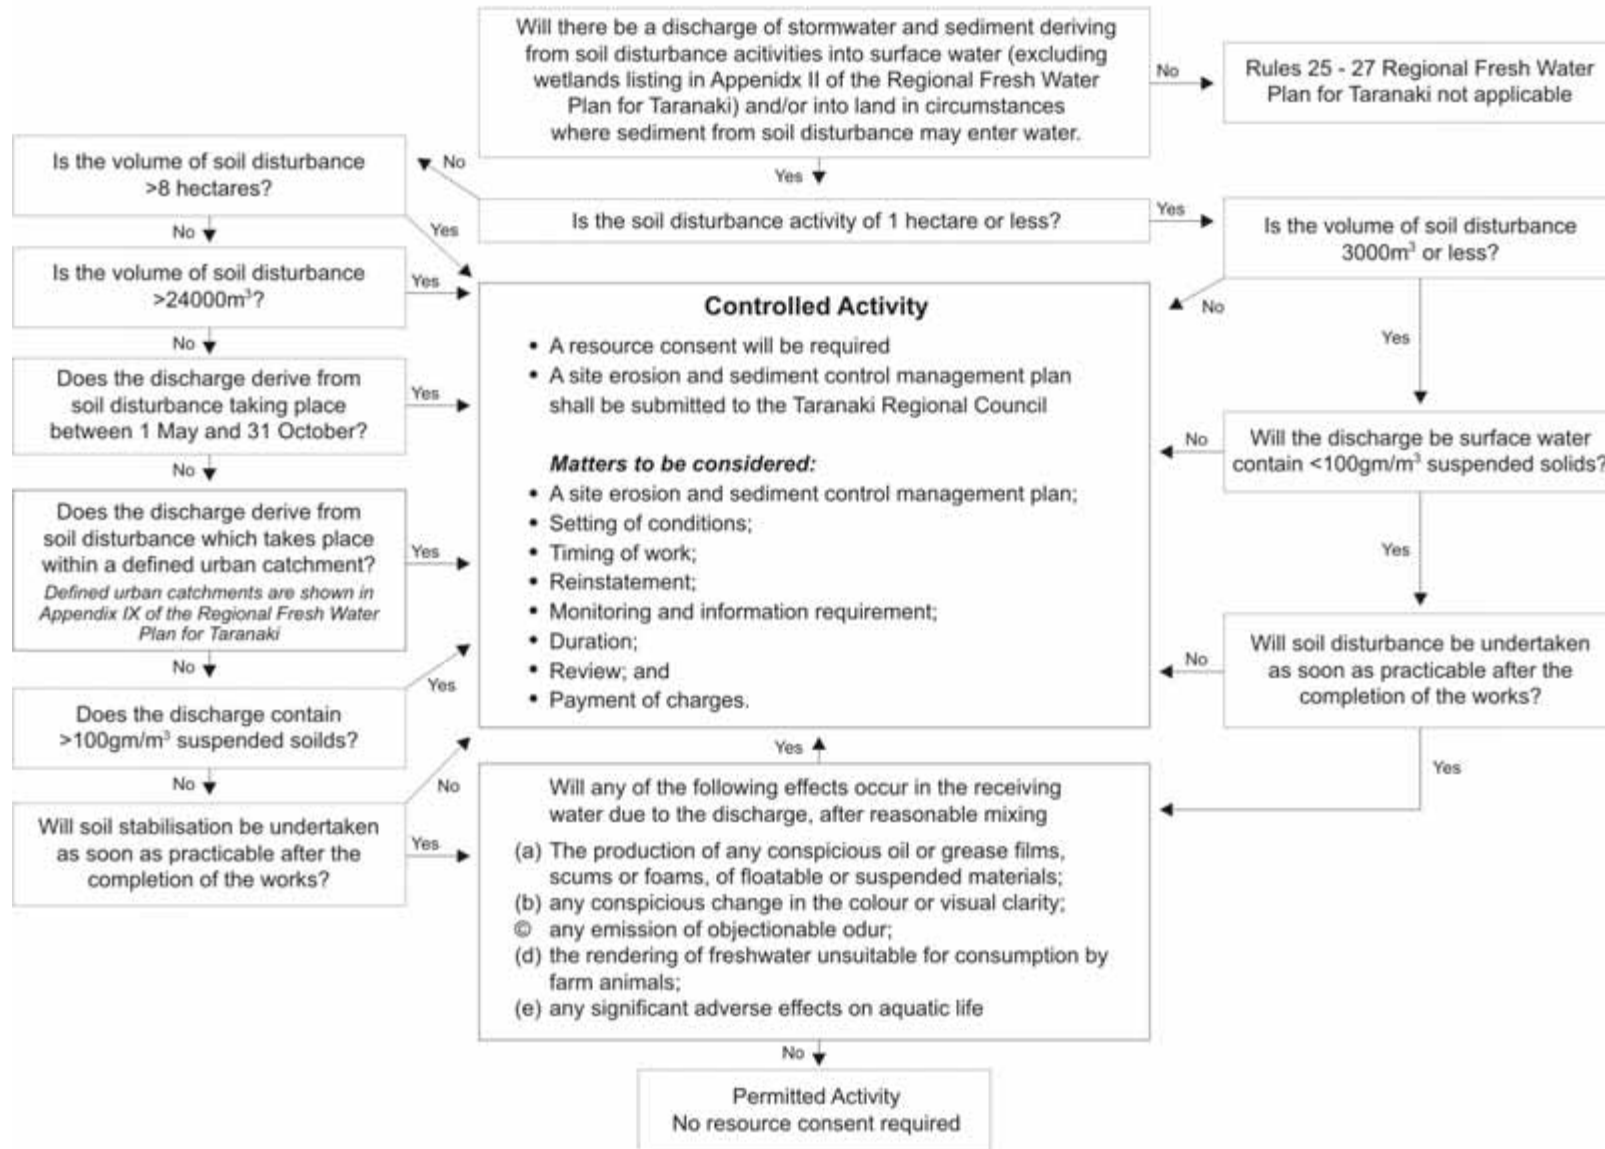 Will there be a discharge of stormwater and sediment deriving
from soil disturbance acitivities into surface water (excluding
wetlands listing in Appenidx II of the Regional Fresh Water
Plan for Taranaki) and/or into land in circumstances
where sediment from soil disturbance may enter water.
No
Rules 25 - 27 Regional Fresh Water
Plan for Taranaki not applicable
Yes
Is the soil disturbance activity of 1 hectare or less?
No
Yes
Is the volume of soil disturbance
>8 hectares?
No
Yes
Is the volume of soil disturbance
>24000m³?
Yes
No
Does the discharge derive from
soil disturbance taking place
between 1 May and 31 October?
Yes
No
Does the discharge derive from
soil disturbance which takes place
within a defined urban catchment?
Defined urban catchments are shown in
Appendix IX of the Regional Fresh Water
Plan for Taranaki
Yes
No
Does the discharge contain
>100gm/m³ suspended soilds?
Yes
No
Will soil stabilisation be undertaken
as soon as practicable after the
completion of the works?
No
Yes
Is the volume of soil disturbance
3000m³ or less?
No
Yes
Will the discharge be surface water
contain <100gm/m³ suspended solids?
No
Yes
Will soil disturbance be undertaken
as soon as practicable after the
completion of the works?
No
Yes
Controlled Activity
• A resource consent will be required
• A site erosion and sediment control management plan
shall be submitted to the Taranaki Regional Council
Matters to be considered:
• A site erosion and sediment control management plan;
• Setting of conditions;
• Timing of work;
• Reinstatement;
• Monitoring and information requirement;
• Duration;
• Review; and
• Payment of charges.
Yes
Will any of the following effects occur in the receiving
water due to the discharge, after reasonable mixing
(a) The production of any conspicious oil or grease films,
scums or foams, of floatable or suspended materials;
(b) any conspicious change in the colour or visual clarity;
© any emission of objectionable odur;
(d) the rendering of freshwater unsuitable for consumption by
farm animals;
(e) any significant adverse effects on aquatic life
No
Permitted Activity
No resource consent required